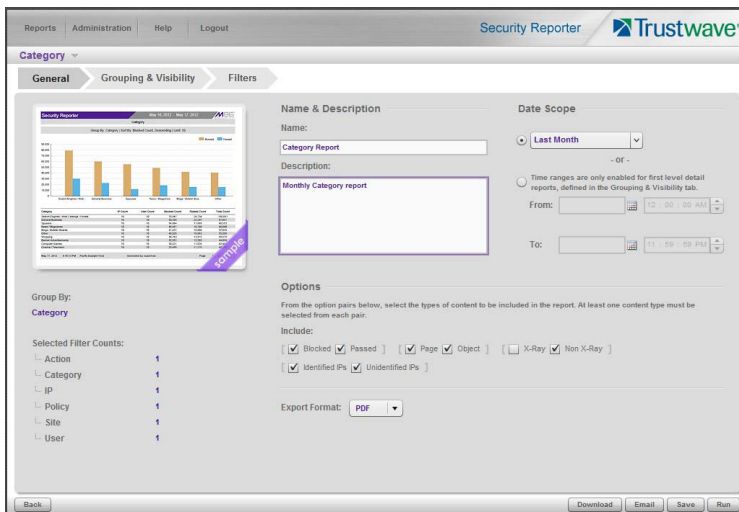 Reports Administration Help Logout
Security Reporter
Trustwave
Category
General Grouping & Visibility Filters
Security Reporter
Category
sample
Group By:
Category
Selected Filter Counts:
Action 1
Category 1
IP 1
Policy 1
Site 1
User 1
Name & Description
Name:
Category Report
Description:
Monthly Category report
Date Scope
Last Month
- or -
Time ranges are only enabled for first level detail
reports, defined in the Grouping & Visibility tab.
From: 12 : 00 : 00 AM
To: 11 : 59 : 59 PM
Options
From the option pairs below, select the types of content to be included in the report. At least one content type must be
selected from each pair.
Include:
[ Blocked Passed ] [ Page Object ] [ X-Ray Non X-Ray ]
[ Identified IPs Unidentified IPs ]
Export Format: PDF
Back Download Email Save Run